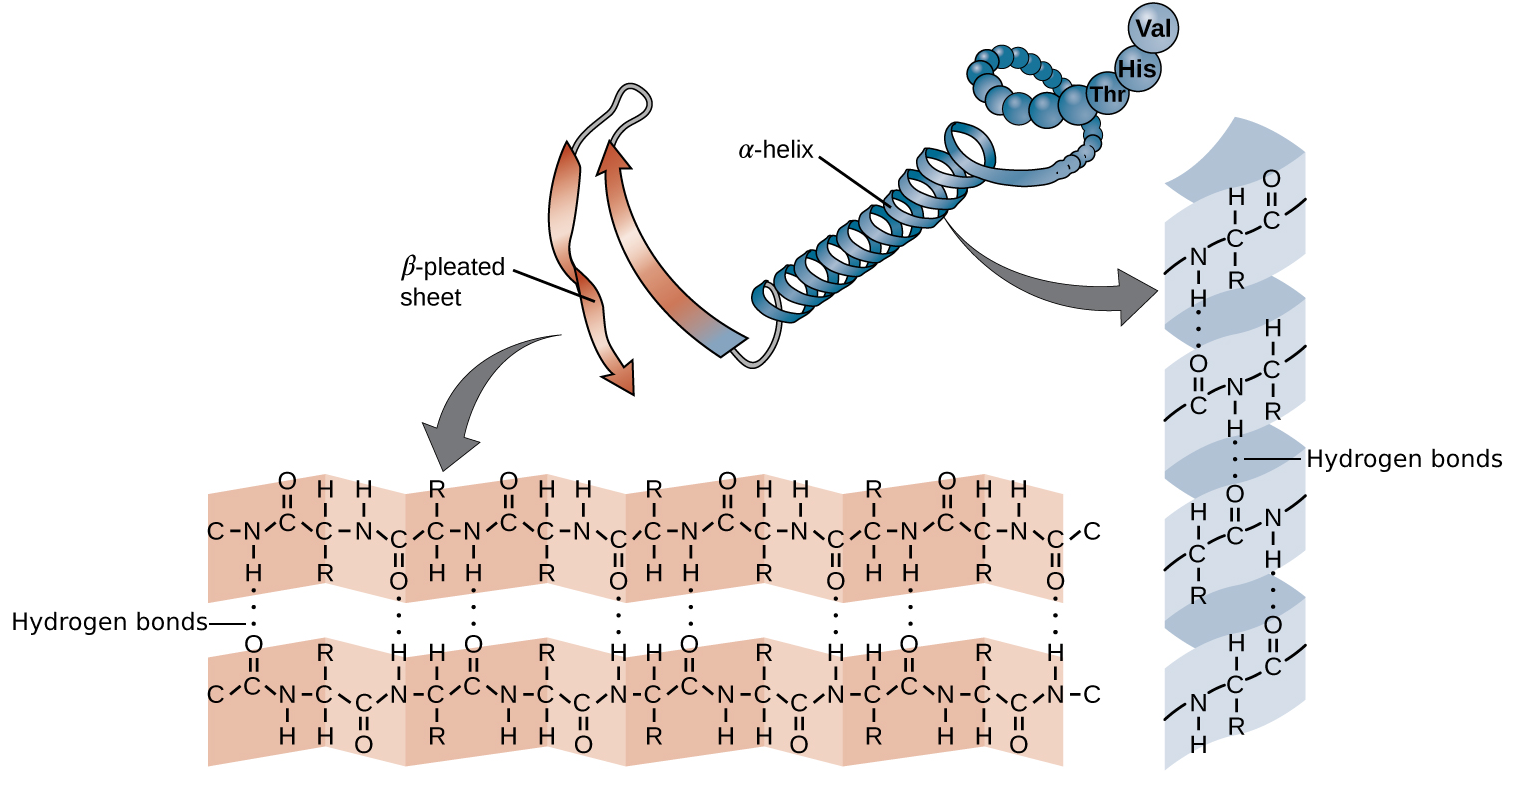 Val
His
Thr
α-helix
β-pleated
sheet
O
H
C
C
N
R
H
O
C
N
H
C
H
R
H
O
C
N
C
H
R
O
C
N
H
H
O
C
C
N
R
H
Hydrogen bonds
O H H R O H H R O H H R O H H
C N C C N C C N C C N C C N C C N C C N C C N C C
H R O H H R O H H R O H H R O
Hydrogen bonds
O R H H O R H H O R H H O R H
C C N C C N C C N C C N C C N C C N C C N C C N C
H H O R H H O R H H O R H H O